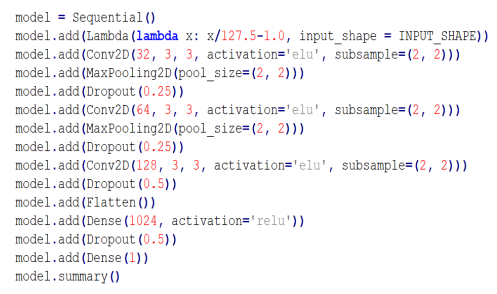 model = Sequential()
model.add(Lambda(lambda x: x/127.5-1.0, input_shape = INPUT_SHAPE))
model.add(Conv2D(32, 3, 3, activation='elu', subsample=(2, 2)))
model.add(MaxPooling2D(pool_size=(2, 2)))
model.add(Dropout(0.25))
model.add(Conv2D(64, 3, 3, activation='elu', subsample=(2, 2)))
model.add(MaxPooling2D(pool_size=(2, 2)))
model.add(Dropout(0.25))
model.add(Conv2D(128, 3, 3, activation='elu', subsample=(2, 2)))
model.add(Dropout(0.5))
model.add(Flatten())
model.add(Dense(1024, activation='relu'))
model.add(Dropout(0.5))
model.add(Dense(1))
model.summary()